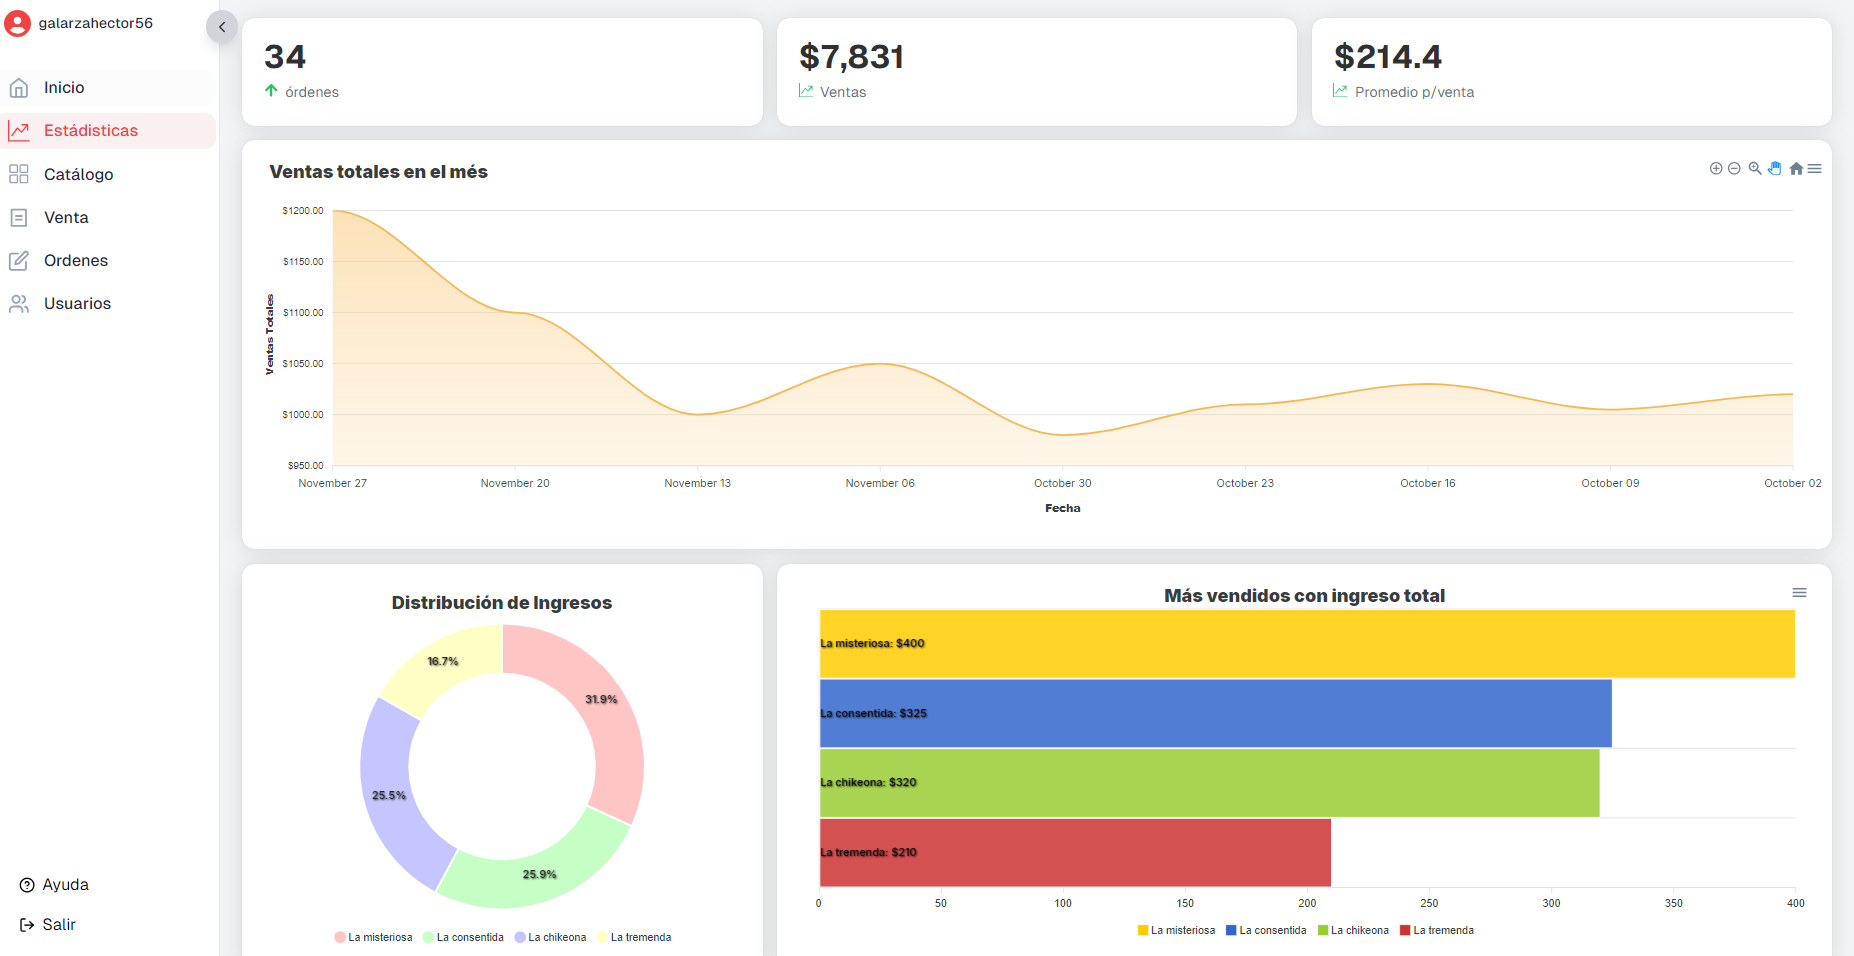 galarzahector56
Inicio
Estádisticas
Catálogo
Venta
Ordenes
Usuarios
Ayuda
Salir
34
órdenes
$7,831
Ventas
$214.4
Promedio p/venta
Ventas totales en el més
Ventas Totales
$1200.00
$1150.00
$1100.00
$1050.00
$1000.00
$950.00
November 27 November 20 November 13 November 06 October 30 October 23 October 16 October 09 October 02
Fecha
Distribución de Ingresos
16.7%
31.9%
25.5%
25.9%
La misteriosa La consentida La chikeona La tremenda
Más vendidos con ingreso total
La misteriosa: $400
La consentida: $325
La chikeona: $320
La tremenda: $210
0 50 100 150 200 250 300 350 400
La misteriosa La consentida La chikeona La tremenda